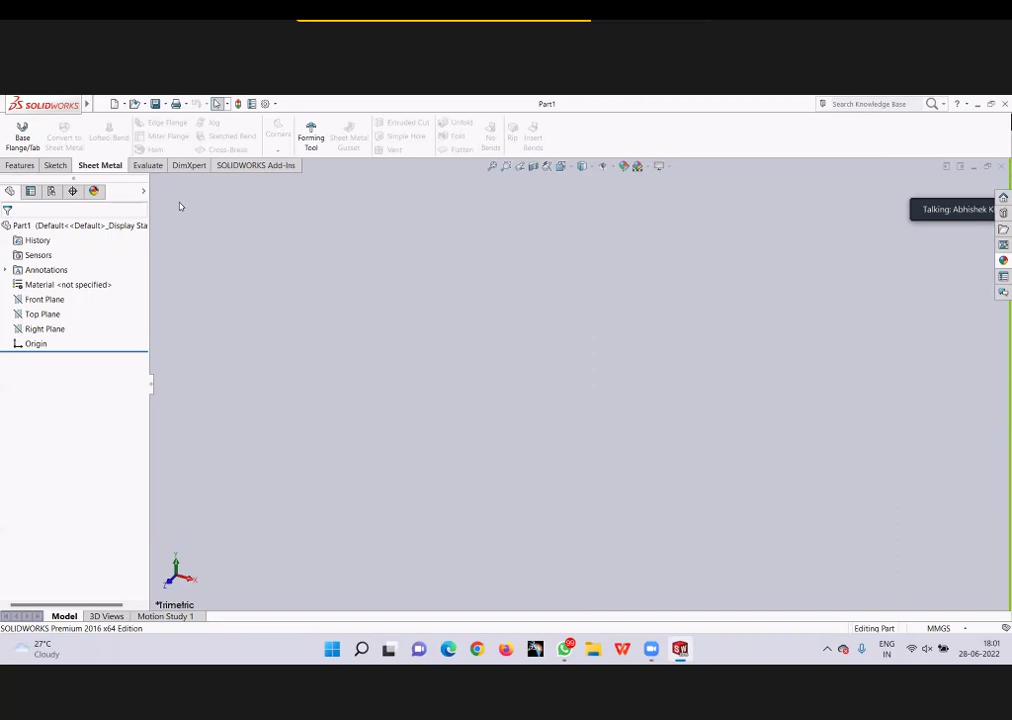 SOLIDWORKS
Part1
Search Knowledge Base
Base Flange/Tab
Convert to Sheet Metal
Lofted-Bend
Edge Flange
Miter Flange
Hem
Jog
Sketched Bend
Cross-Break
Corners
Forming Tool
Sheet Metal Gusset
Extruded Cut
Simple Hole
Vent
Unfold
Fold
Flatten
No Bends
Rip
Insert Bends
Features
Sketch
Sheet Metal
Evaluate
DimXpert
SOLIDWORKS Add-Ins
Talking: Abhishek K
Part1 (Default<<Default>_Display Sta
History
Sensors
Annotations
Material <not specified>
Front Plane
Top Plane
Right Plane
Origin
Y
X
Z
*Trimetric
Model
3D Views
Motion Study 1
SOLIDWORKS Premium 2016 x64 Edition
Editing Part
MMGS
27°C
Cloudy
99
W
SW
ENG
IN
18:01
28-06-2022